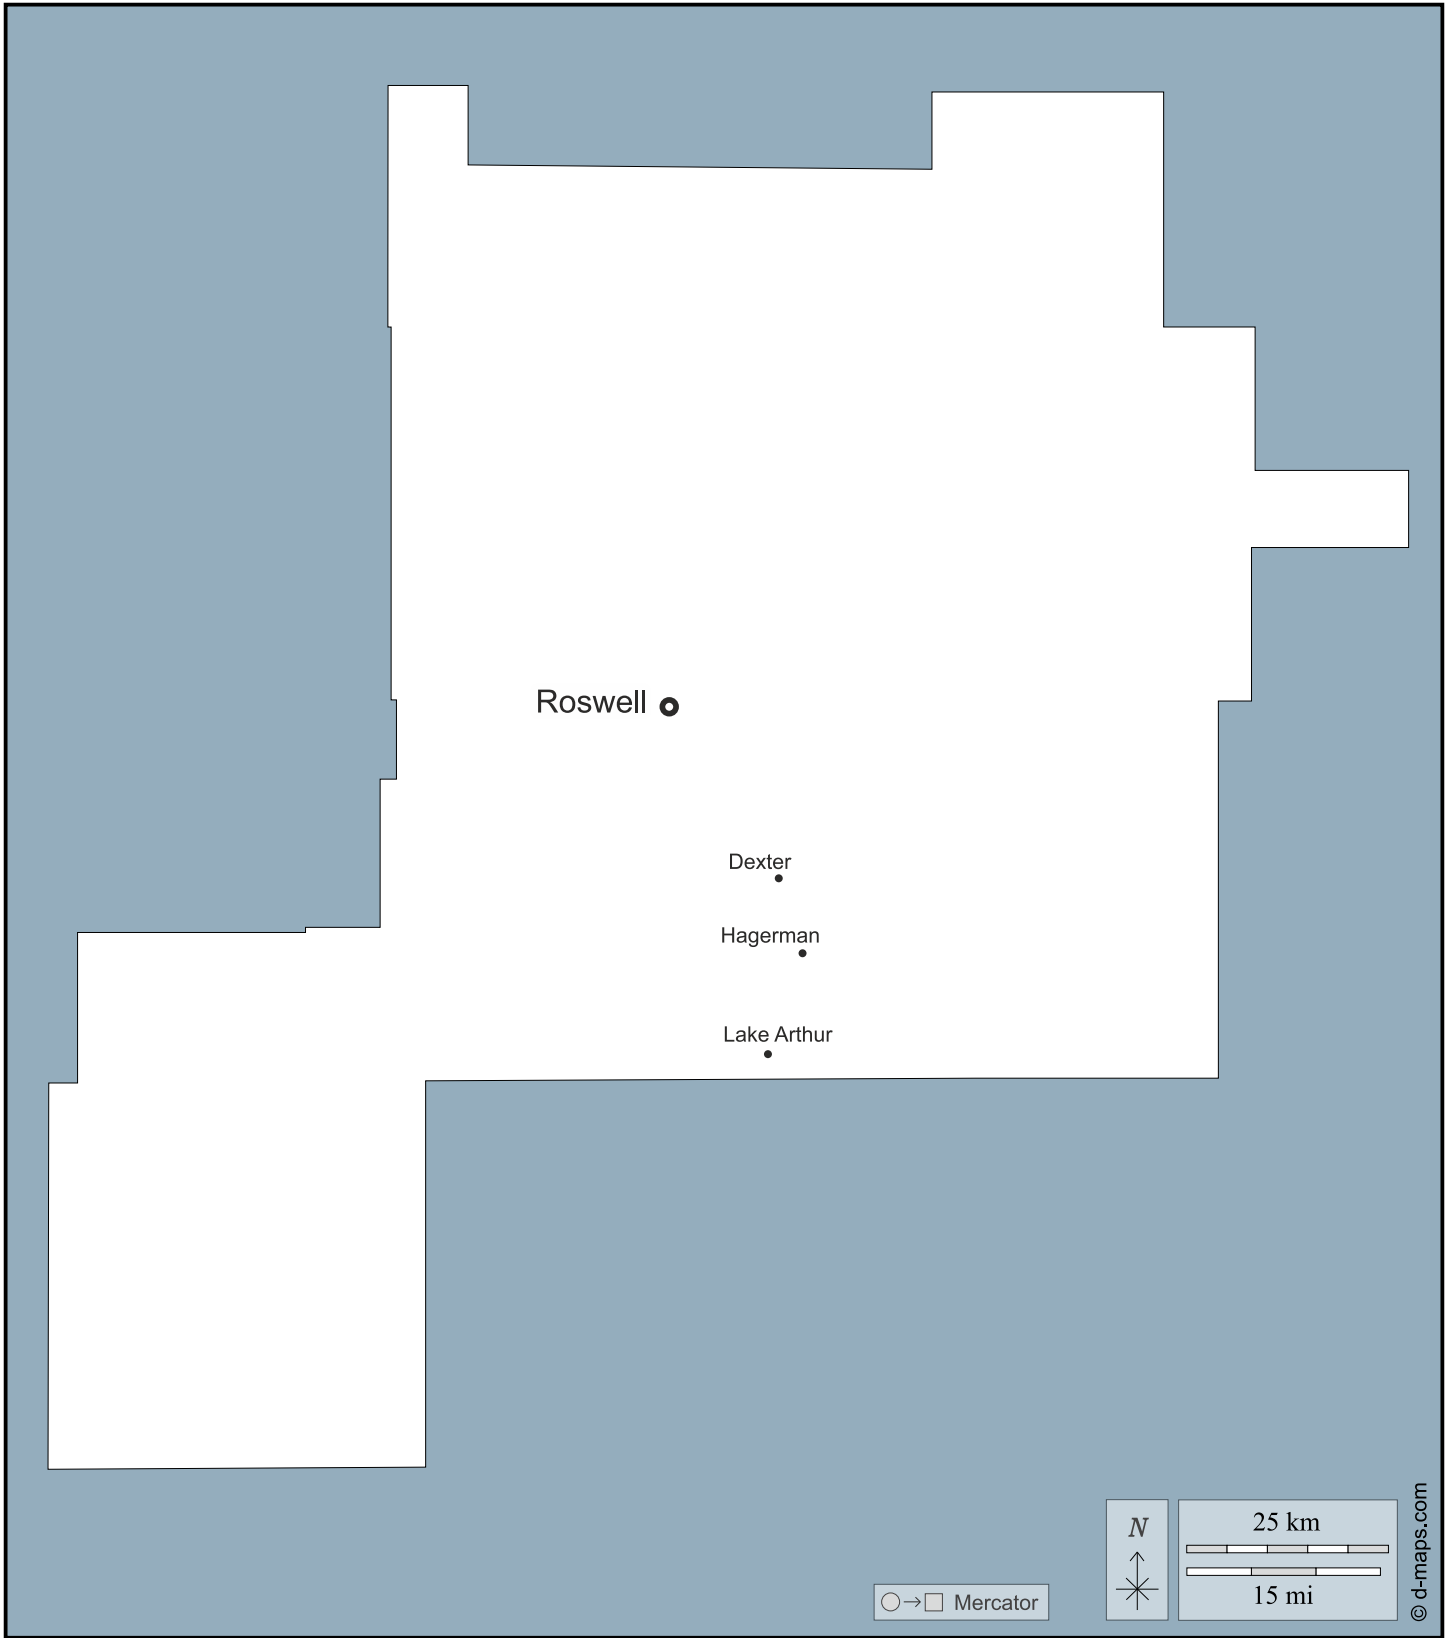 Roswell
Dexter
Hagerman
Lake Arthur
N
25 km
15 mi
Mercator
© d-maps.com